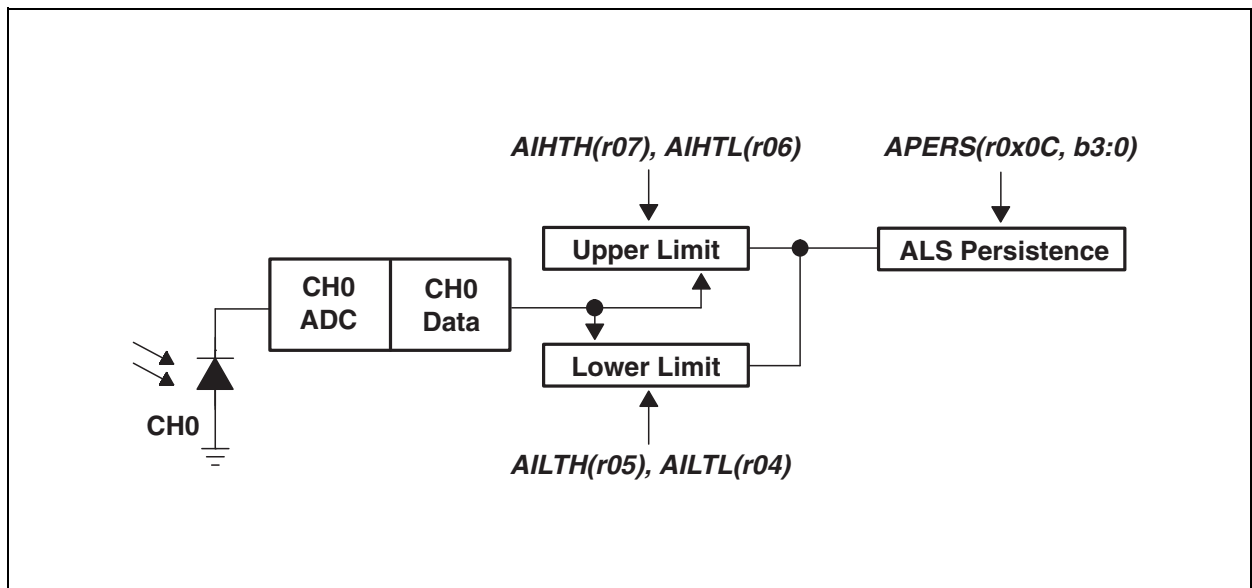 AIHTH(r07), AIHTL(r06)
APERS(r0x0C, b3:0)
Upper Limit
ALS Persistence
CH0
ADC
CH0
Data
Lower Limit
CH0
AILTH(r05), AILTL(r04)